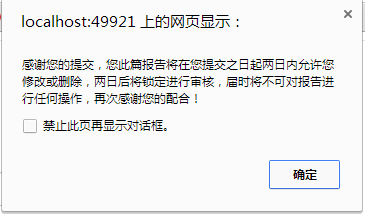 localhost:49921 上的网页显示：
感谢您的提交，您此篇报告将在您提交之日起两日内允许您
修改或删除，两日后将锁定进行审核，届时将不可对报告进
行任何操作，再次感谢您的配合！
禁止此页再显示对话框。
确定